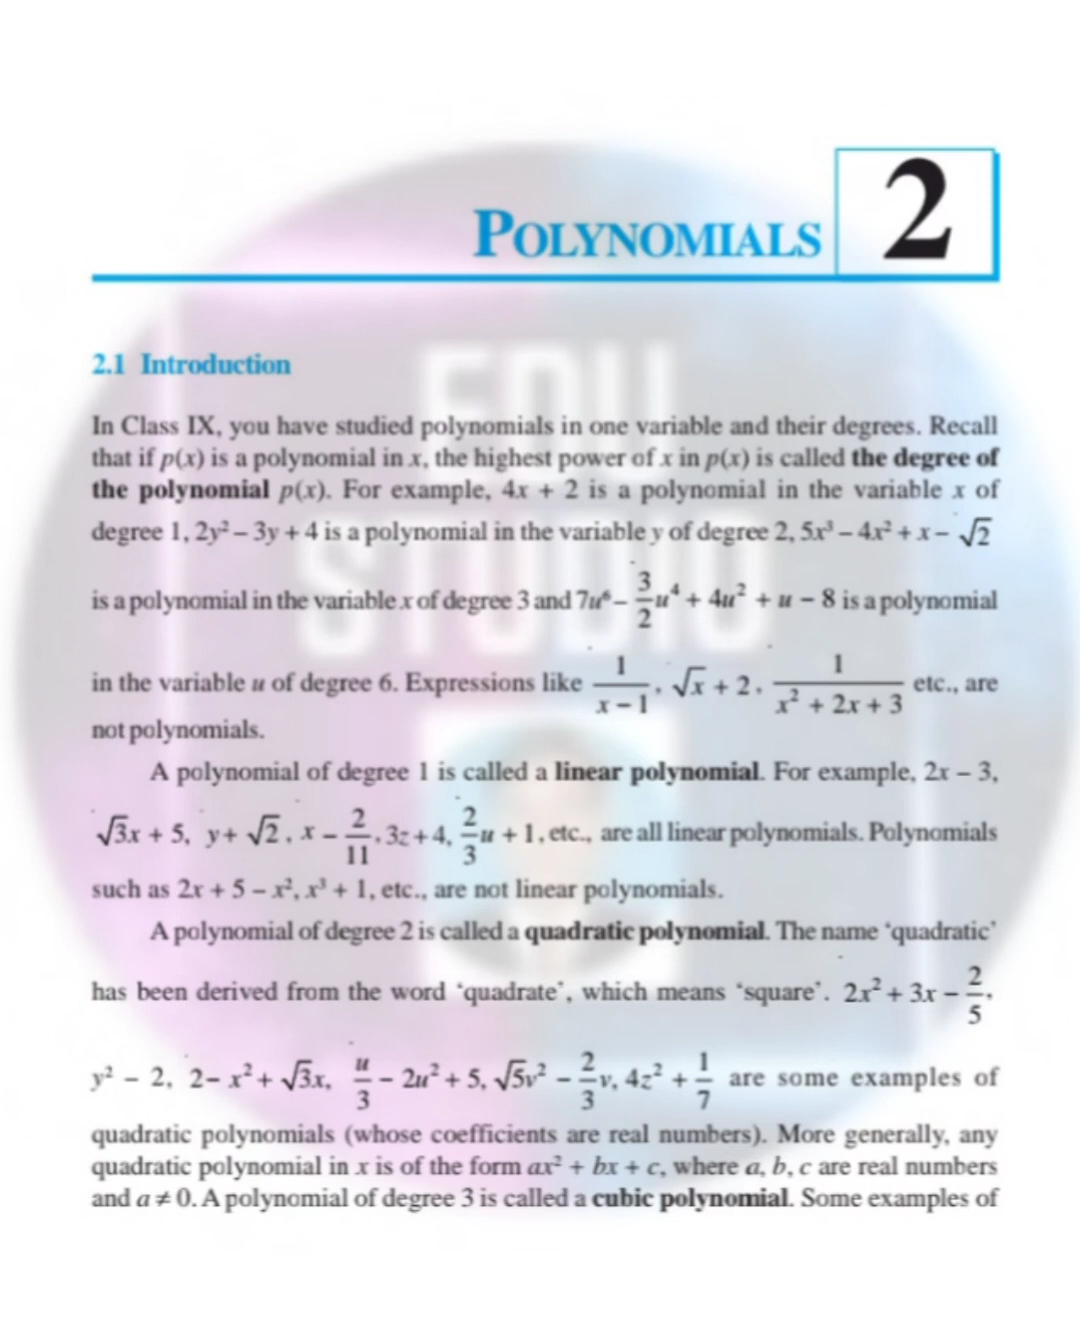 POLYNOMIALS 2
2.1 Introduction
In Class IX, you have studied polynomials in one variable and their degrees. Recall
that if p(x) is a polynomial in x, the highest power of x in p(x) is called the degree of
the polynomial p(x). For example, 4x + 2 is a polynomial in the variable x of
degree 1, 2y² – 3y + 4 is a polynomial in the variable y of degree 2, 5x³ – 4x² + x – √2
is a polynomial in the variable x of degree 3 and 7u⁶ – 3/2 u⁴ + 4u² + u – 8 is a polynomial
in the variable u of degree 6. Expressions like 1/(x – 1), √x + 2, 1/(x² + 2x + 3) etc., are
not polynomials.
A polynomial of degree 1 is called a linear polynomial. For example, 2x – 3,
√3x + 5, y + √2, x – 2/11, 3z + 4, 2/3 u + 1, etc., are all linear polynomials. Polynomials
such as 2x + 5 – x², x³ + 1, etc., are not linear polynomials.
A polynomial of degree 2 is called a quadratic polynomial. The name ‘quadratic’
has been derived from the word ‘quadrate’, which means ‘square’. 2x² + 3x – 2/5,
y² – 2, 2 – x² + √3x, u/3 – 2u² + 5, √5v² – 2/3 v, 4z² + 1/7 are some examples of
quadratic polynomials (whose coefficients are real numbers). More generally, any
quadratic polynomial in x is of the form ax² + bx + c, where a, b, c are real numbers
and a ≠ 0. A polynomial of degree 3 is called a cubic polynomial. Some examples of
EDU
STUDIO